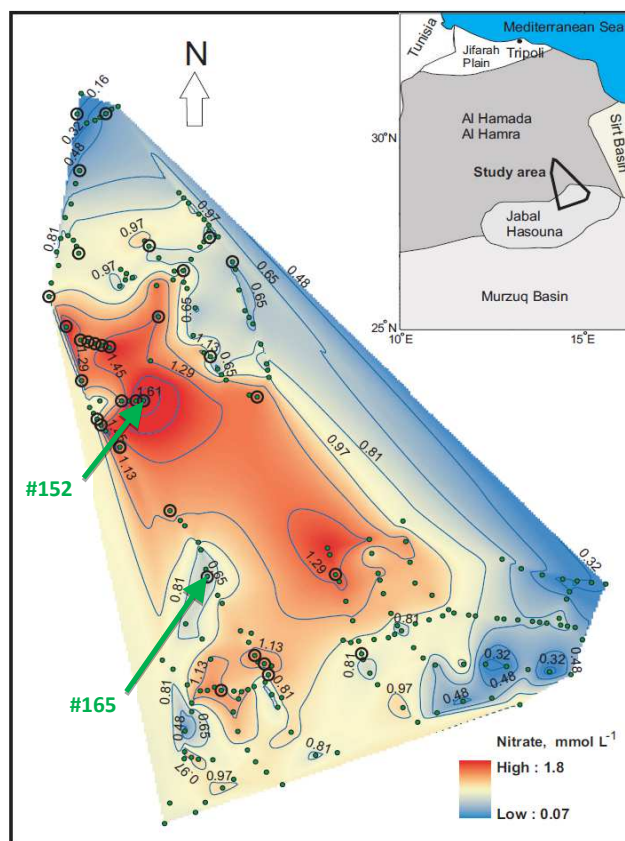 N
Mediterranean Sea
Tunisia
Jifarah
Plain
Tripoli
30°N
Al Hamada
Al Hamra
Sirt Basin
Study area
Jabal
Hasouna
Murzuq Basin
25°N
10°E
15°E
0.16
0.32
0.48
0.81
0.97
0.97
0.97
0.65
0.48
0.65
0.65
1.13
0.65
1.29
1.45
1.29
1.61
1.13
0.97
0.81
#152
1.29
0.65
0.81
0.32
0.81
1.13
0.81
0.81
1.13
0.32
0.32
0.48
0.48
0.48
#165
0.81
0.48
0.65
0.97
0.81
0.97
0.97
Nitrate, mmol L-1
High : 1.8
Low : 0.07